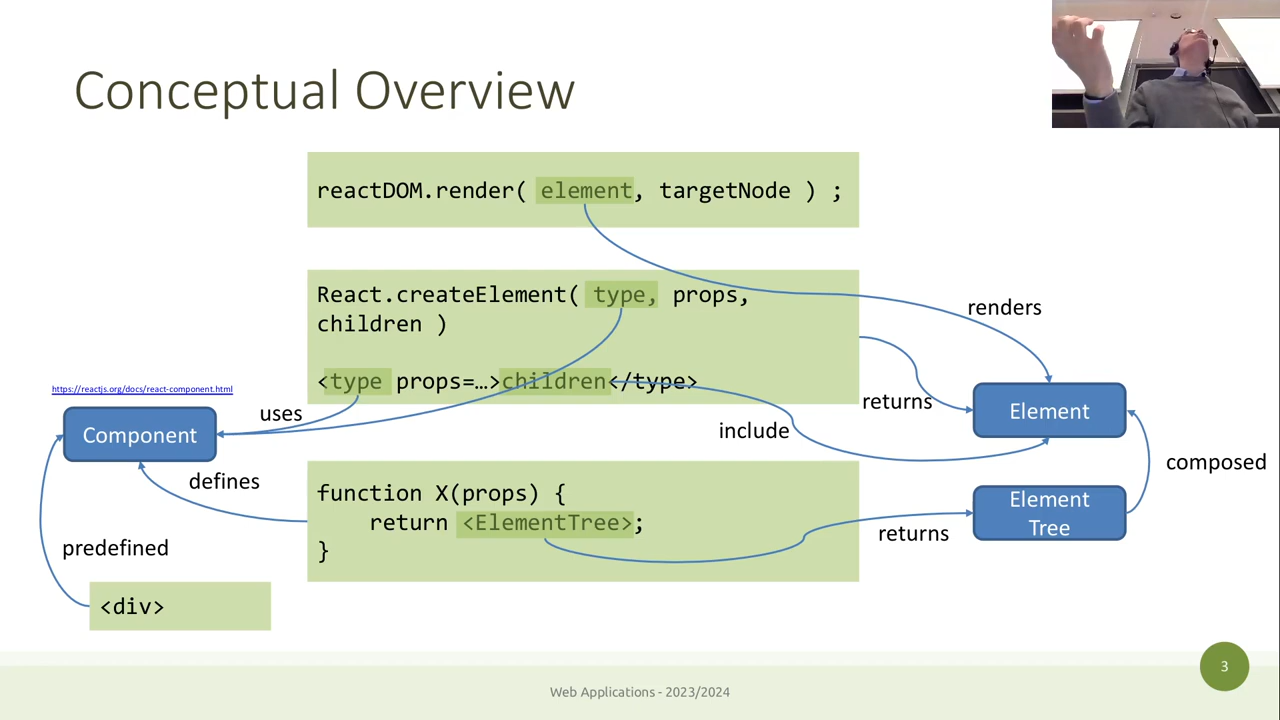 Conceptual Overview
reactDOM.render( element, targetNode ) ;
React.createElement( type, props,
children )
<type props=…>children</type>
renders
https://reactjs.org/docs/react-component.html
Component
uses
returns
Element
include
defines
composed
function X(props) {
return <ElementTree>;
}
returns
Element
Tree
predefined
<div>
3
Web Applications - 2023/2024